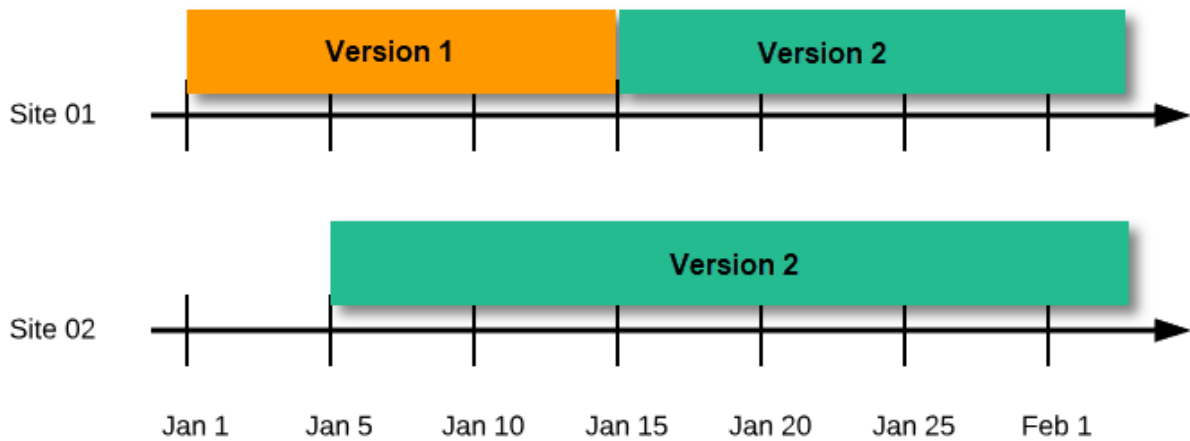 Version 1
Version 2
Site 01
Version 2
Site 02
Jan 1
Jan 5
Jan 10
Jan 15
Jan 20
Jan 25
Feb 1